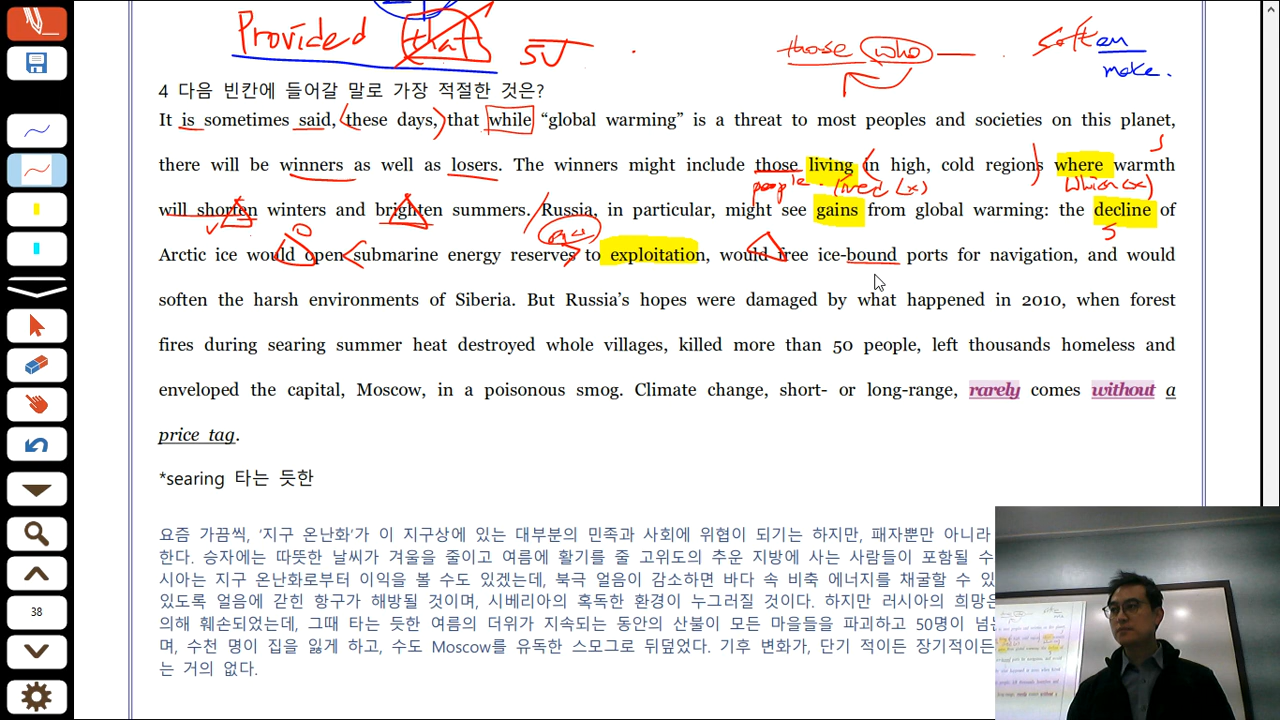 Provided that SV
those who
soften
make.
4 다음 빈칸에 들어갈 말로 가장 적절한 것은?
It is sometimes said, these days, that while “global warming” is a threat to most peoples and societies on this planet,
S
there will be winners as well as losers. The winners might include those living in high, cold regions where warmth
people lived (x) which (x)
will shorten winters and brighten summers. Russia, in particular, might see gains from global warming: the decline of
S
Arctic ice would open submarine energy reserves to exploitation, would free ice-bound ports for navigation, and would
soften the harsh environments of Siberia. But Russia’s hopes were damaged by what happened in 2010, when forest
fires during searing summer heat destroyed whole villages, killed more than 50 people, left thousands homeless and
enveloped the capital, Moscow, in a poisonous smog. Climate change, short- or long-range, rarely comes without a
price tag.
*searing 타는 듯한
요즘 가끔씩, ‘지구 온난화’가 이 지구상에 있는 대부분의 민족과 사회에 위협이 되기는 하지만, 패자뿐만 아니라
한다. 승자에는 따뜻한 날씨가 겨울을 줄이고 여름에 활기를 줄 고위도의 추운 지방에 사는 사람들이 포함될 수
시아는 지구 온난화로부터 이익을 볼 수도 있겠는데, 북극 얼음이 감소하면 바다 속 비축 에너지를 채굴할 수 있
있도록 얼음에 갇힌 항구가 해방될 것이며, 시베리아의 혹독한 환경이 누그러질 것이다. 하지만 러시아의 희망은
의해 훼손되었는데, 그때 타는 듯한 여름의 더위가 지속되는 동안의 산불이 모든 마을들을 파괴하고 50명이 넘는
며, 수천 명이 집을 잃게 하고, 수도 Moscow를 유독한 스모그로 뒤덮었다. 기후 변화가, 단기 적이든 장기적이든
는 거의 없다.
38